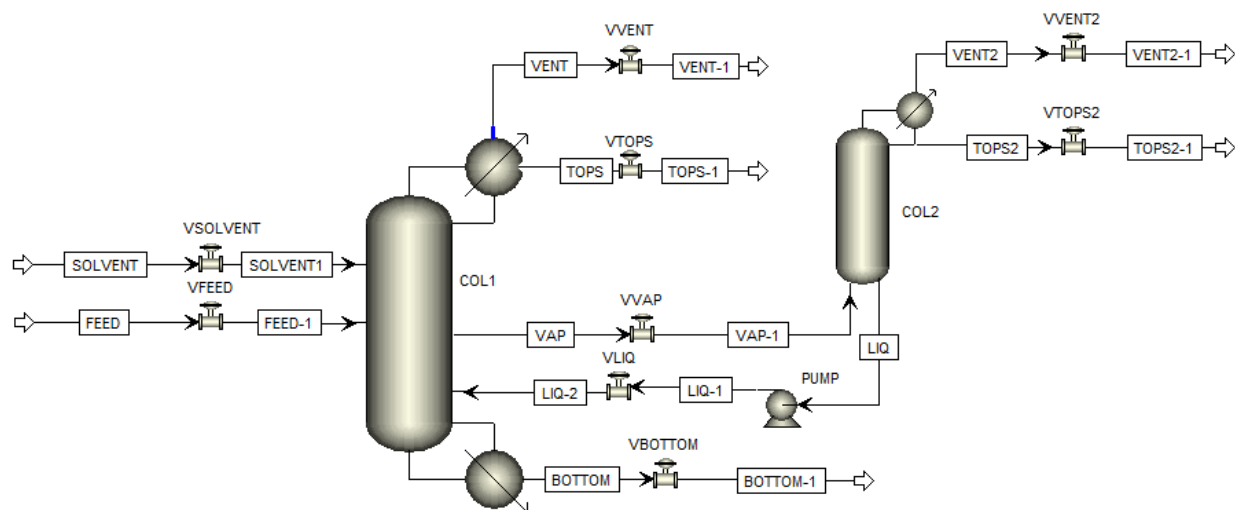 VVENT
VENT
VENT-1
VVENT2
VENT2
VENT2-1
VTOPS
TOPS
TOPS-1
VTOPS2
TOPS2
TOPS2-1
COL2
VSOLVENT
SOLVENT
SOLVENT1
COL1
VFEED
FEED
FEED-1
VVAP
VAP
VAP-1
LIQ
VLIQ
LIQ-2
LIQ-1
PUMP
VBOTTOM
BOTTOM
BOTTOM-1